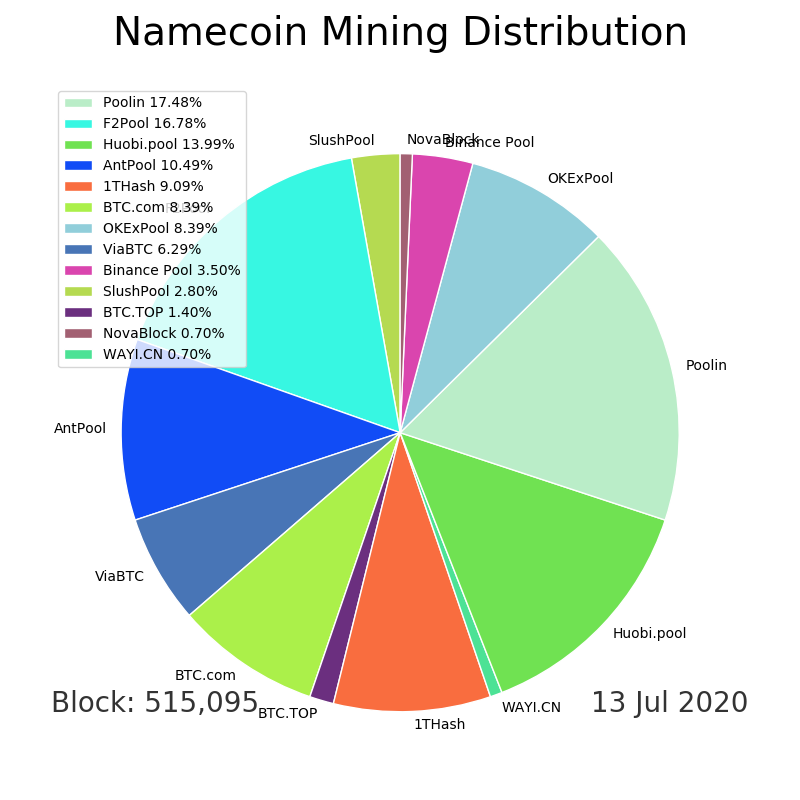 Namecoin Mining Distribution
Poolin 17.48%
F2Pool 16.78%
Huobi.pool 13.99%
AntPool 10.49%
1THash 9.09%
BTC.com 8.39%
OKExPool 8.39%
ViaBTC 6.29%
Binance Pool 3.50%
SlushPool 2.80%
BTC.TOP 1.40%
NovaBlock 0.70%
WAYI.CN 0.70%
SlushPool
NovaBlock
Binance Pool
OKExPool
Poolin
AntPool
ViaBTC
Huobi.pool
BTC.com
BTC.TOP
1THash
WAYI.CN
Block: 515,095
13 Jul 2020